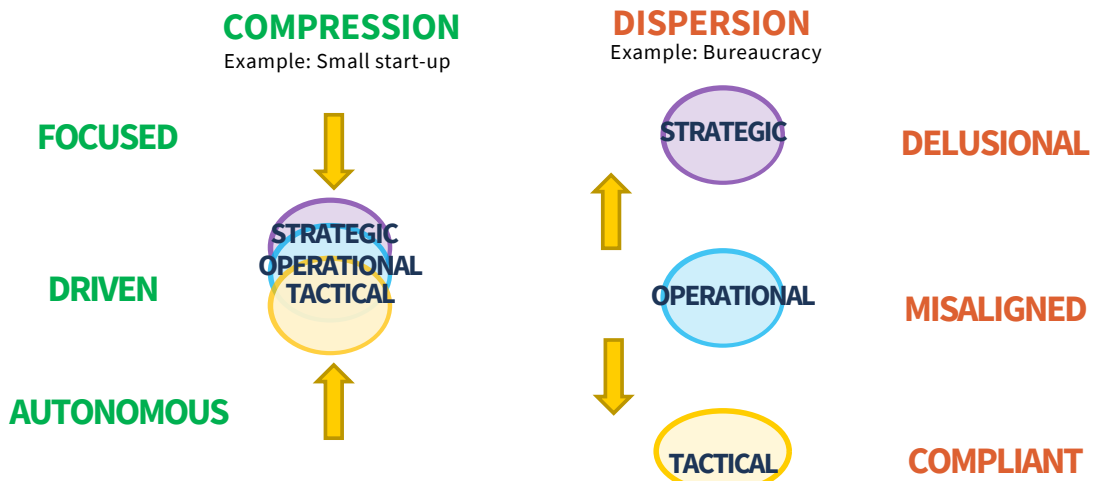 COMPRESSION
Example: Small start-up
FOCUSED
DRIVEN
AUTONOMOUS
STRATEGIC
OPERATIONAL
TACTICAL
DISPERSION
Example: Bureaucracy
STRATEGIC
OPERATIONAL
TACTICAL
DELUSIONAL
MISALIGNED
COMPLIANT